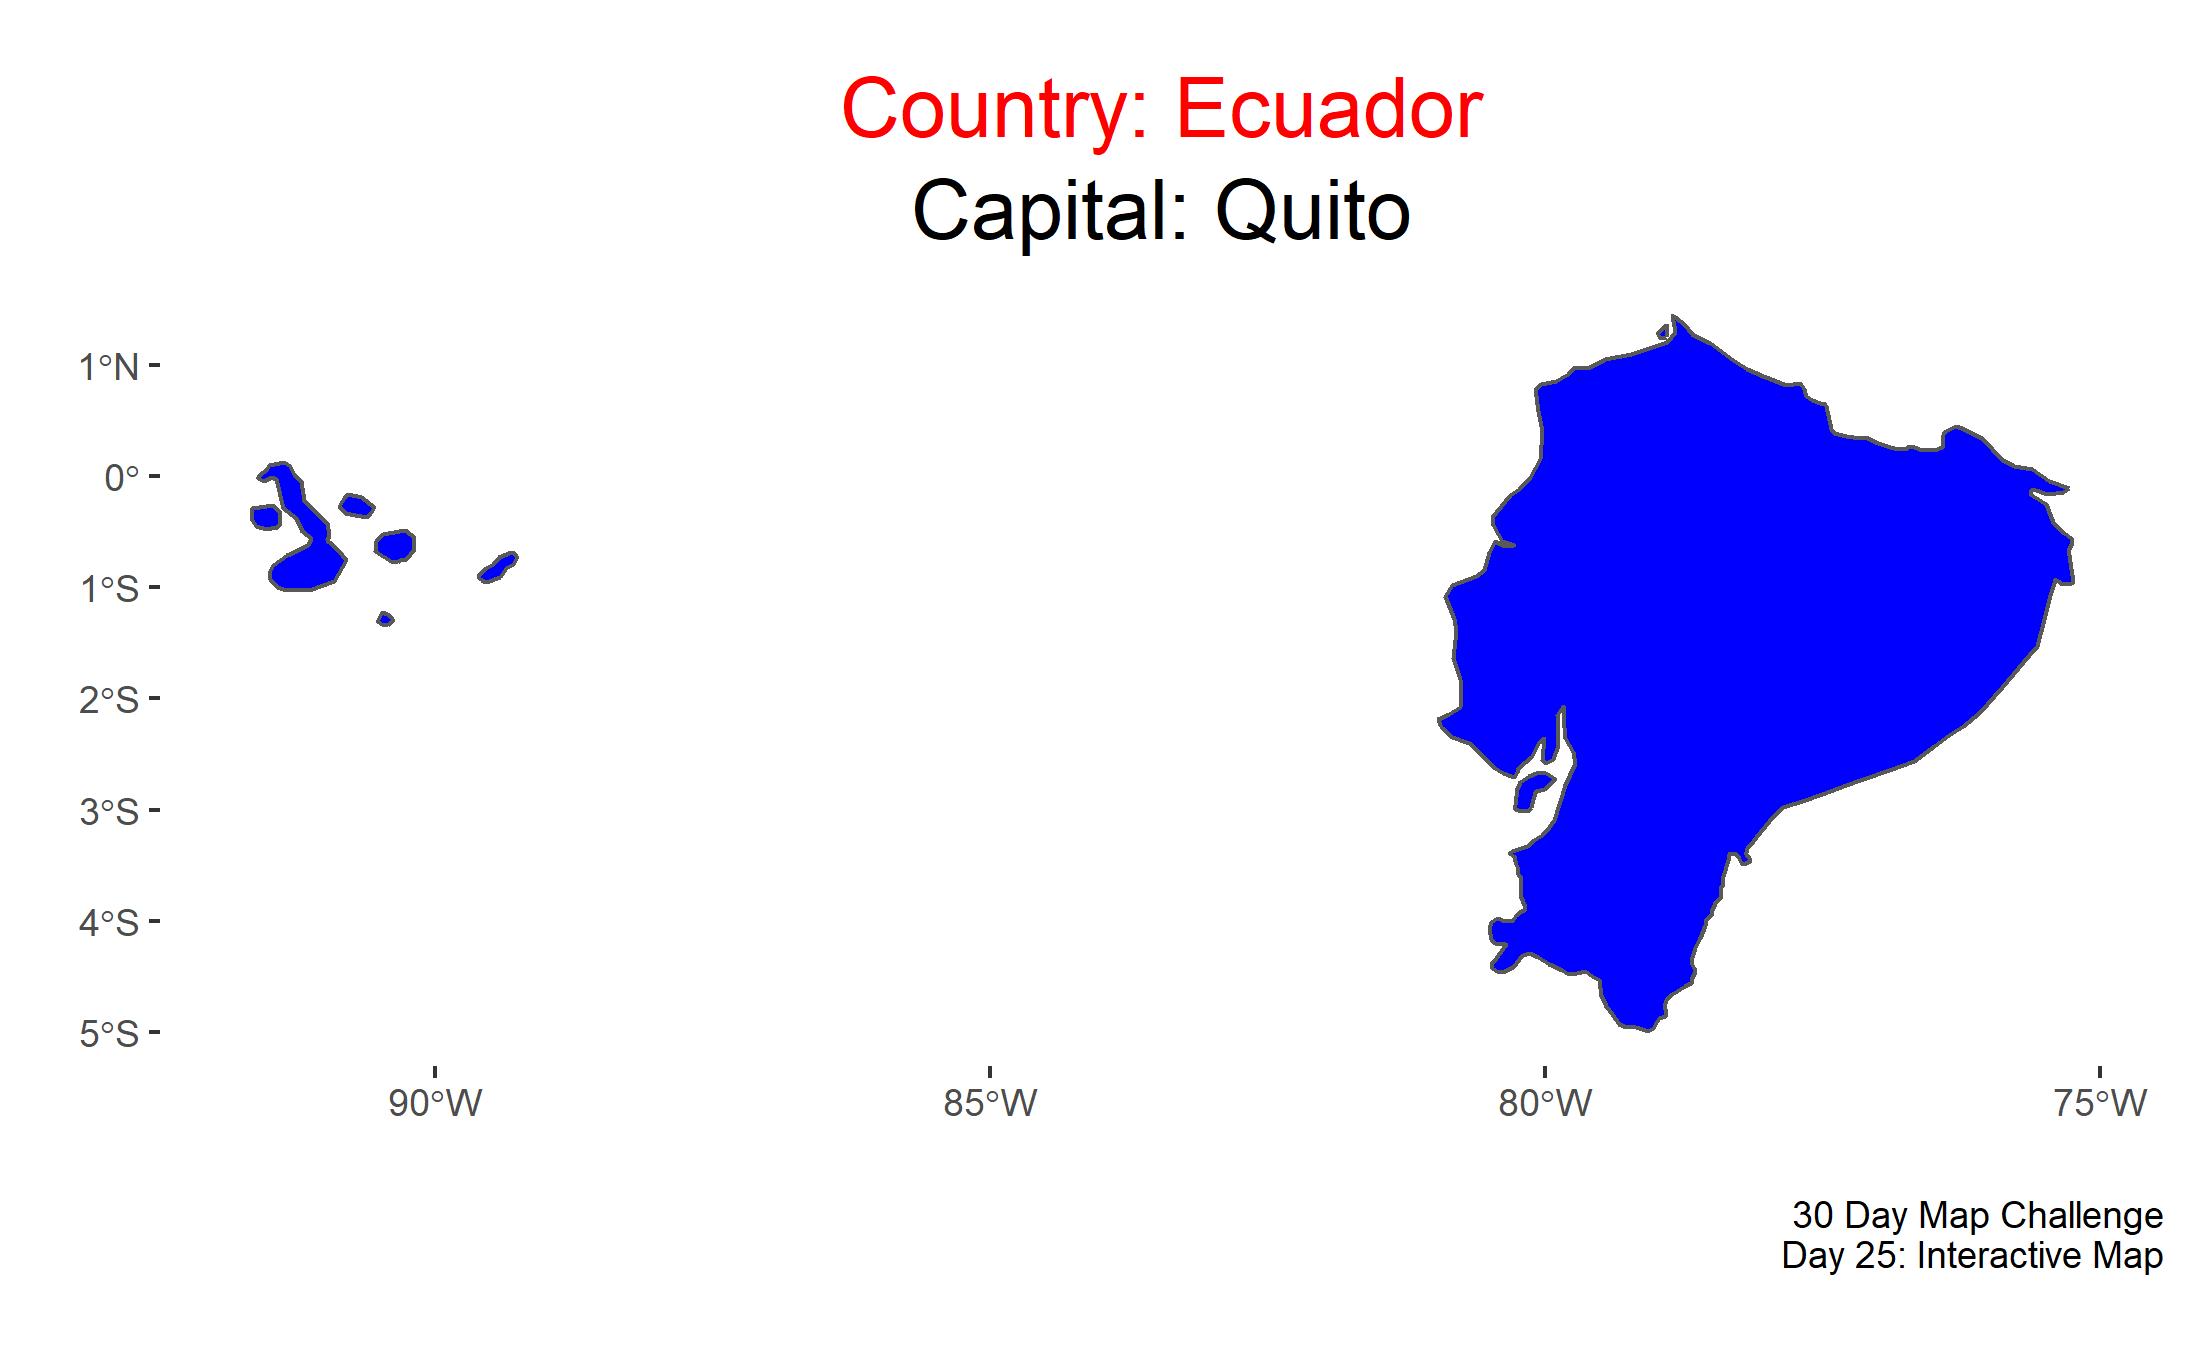 Country: Ecuador
Capital: Quito
1°N
0°
1°S
2°S
3°S
4°S
5°S
90°W
85°W
80°W
75°W
30 Day Map Challenge
Day 25: Interactive Map